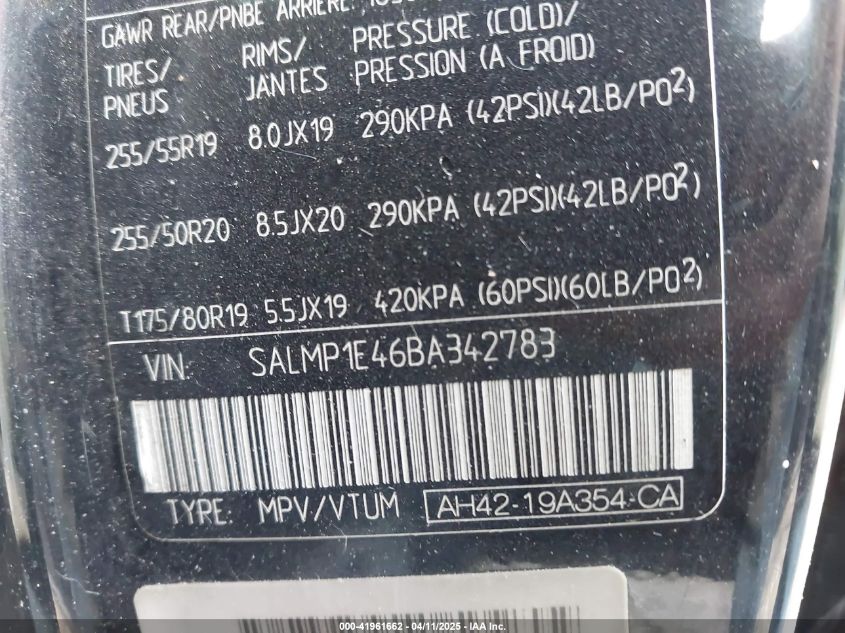 GAWR REAR/PNBE ARRIERE:
TIRES/ RIMS/ PRESSURE (COLD)/
PNEUS JANTES PRESSION (A FROID)
255/55R19 8.0JX19 290KPA (42PSI)(42LB/PO2)
255/50R20 8.5JX20 290KPA (42PSI)(42LB/PO2)
T175/80R19 5.5JX19 420KPA (60PSI)(60LB/PO2)
VIN: SALMP1E46BA342783
TYPE: MPV/VTUM AH42-19A354-CA
000-41961662 - 04/11/2025 - IAA, Inc.